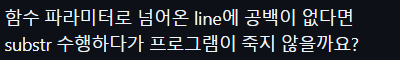 함수 파라미터로 넘어온 line에 공백이 없다면
substr 수행하다가 프로그램이 죽지 않을까요?